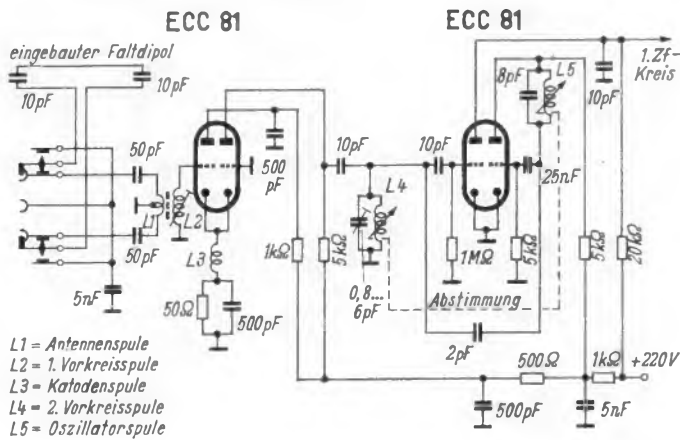 ECC 81
ECC 81
eingebauter Faltdipol
10pF
10pF
50pF
50pF
5nF
L1
L2
L3
50Ω
500pF
500
pF
1kΩ
5kΩ
10pF
L4
0,8...
6pF
10pF
1MΩ
5kΩ
8pF
L5
25nF
Abstimmung
2pF
10pF
1.Zf-
Kreis
5kΩ
20kΩ
500Ω
1kΩ
+220V
500pF
5nF
L1 = Antennenspule
L2 = 1. Vorkreisspule
L3 = Katodenspule
L4 = 2. Vorkreisspule
L5 = Oszillatorspule